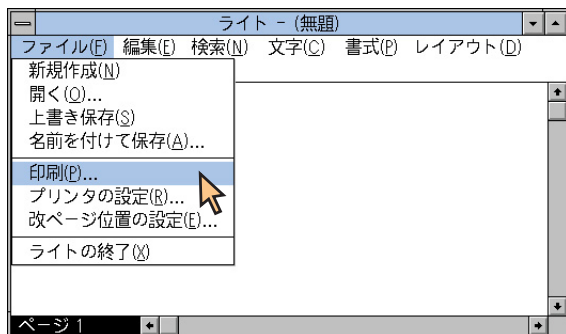 ライト - (無題)
ファイル(F) 編集(E) 検索(N) 文字(C) 書式(P) レイアウト(D)
新規作成(N)
開く(O)...
上書き保存(S)
名前を付けて保存(A)...
印刷(P)...
プリンタの設定(R)...
改ページ位置の設定(E)...
ライトの終了(X)
ページ 1